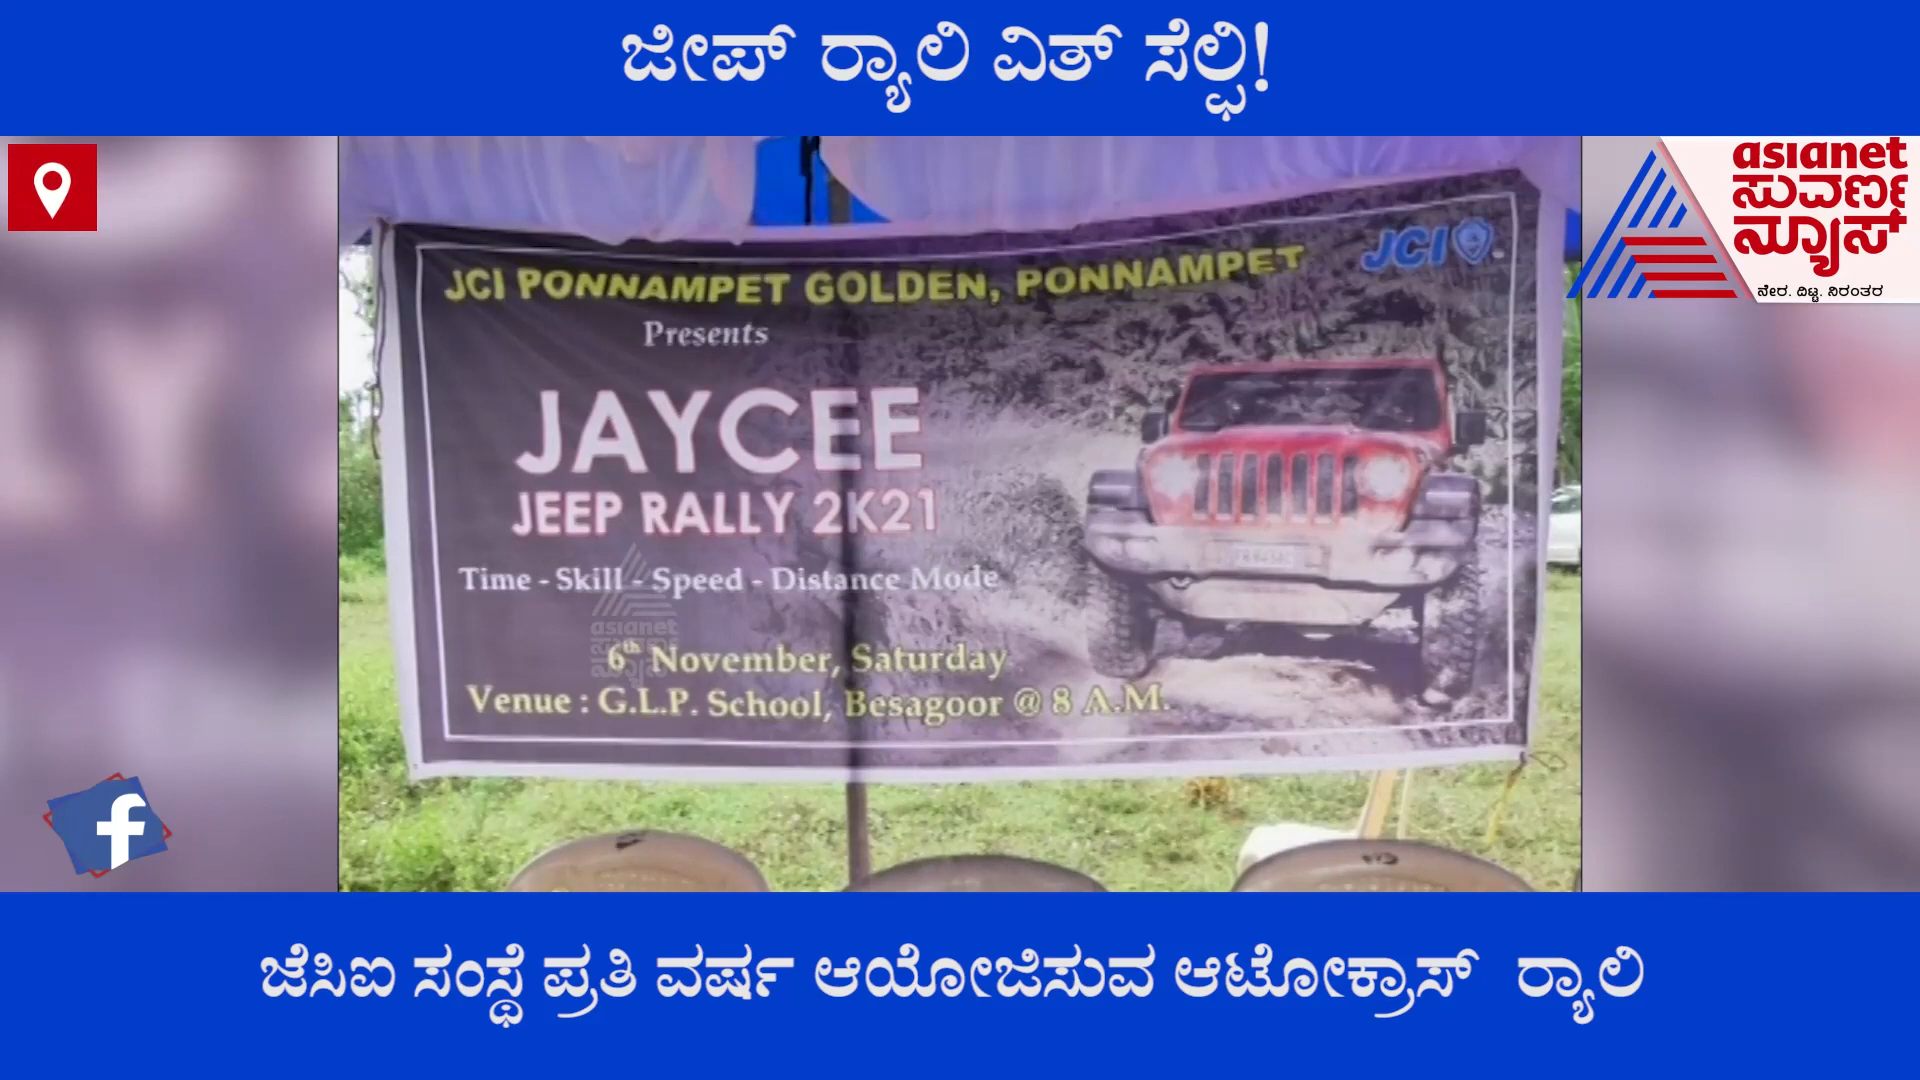 ಜೀಪ್ ರ‍್ಯಾಲಿ ವಿತ್ ಸೆಲ್ಫಿ!
asianet
ಸುವರ್ಣ
ನ್ಯೂಸ್
ನೇರ. ದಿಟ್ಟ. ನಿರಂತರ
JCI
JCI PONNAMPET GOLDEN, PONNAMPET
Presents
JAYCEE
JEEP RALLY 2K21
Time - Skill - Speed - Distance Mode
asianet
6th November, Saturday
Venue : G.L.P. School, Besagoor @ 8 A.M.
f
ಜೆಸಿಐ ಸಂಸ್ಥೆ ಪ್ರತಿ ವರ್ಷ ಆಯೋಜಿಸುವ ಆಟೋಕ್ರಾಸ್ ರ‍್ಯಾಲಿ